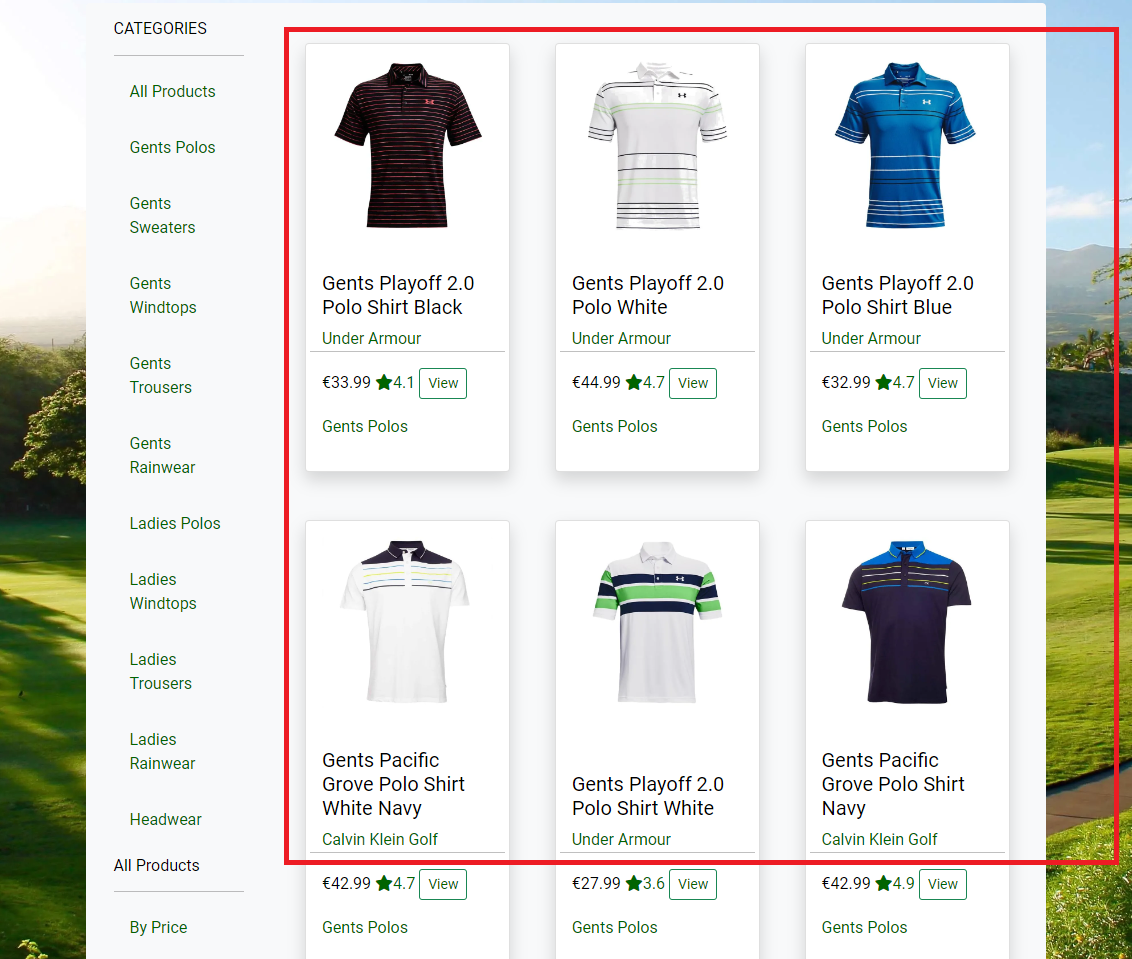 CATEGORIES
All Products
Gents Polos
Gents
Sweaters
Gents
Windtops
Gents
Trousers
Gents
Rainwear
Ladies Polos
Ladies
Windtops
Ladies
Trousers
Ladies
Rainwear
Headwear
All Products
By Price
Gents Playoff 2.0
Polo Shirt Black
Under Armour
€33.99 4.1 View
Gents Polos
Gents Playoff 2.0
Polo White
Under Armour
€44.99 4.7 View
Gents Polos
Gents Playoff 2.0
Polo Shirt Blue
Under Armour
€32.99 4.7 View
Gents Polos
Gents Pacific
Grove Polo Shirt
White Navy
Calvin Klein Golf
€42.99 4.7 View
Gents Polos
Gents Playoff 2.0
Polo Shirt White
Under Armour
€27.99 3.6 View
Gents Polos
Gents Pacific
Grove Polo Shirt
Navy
Calvin Klein Golf
€42.99 4.9 View
Gents Polos